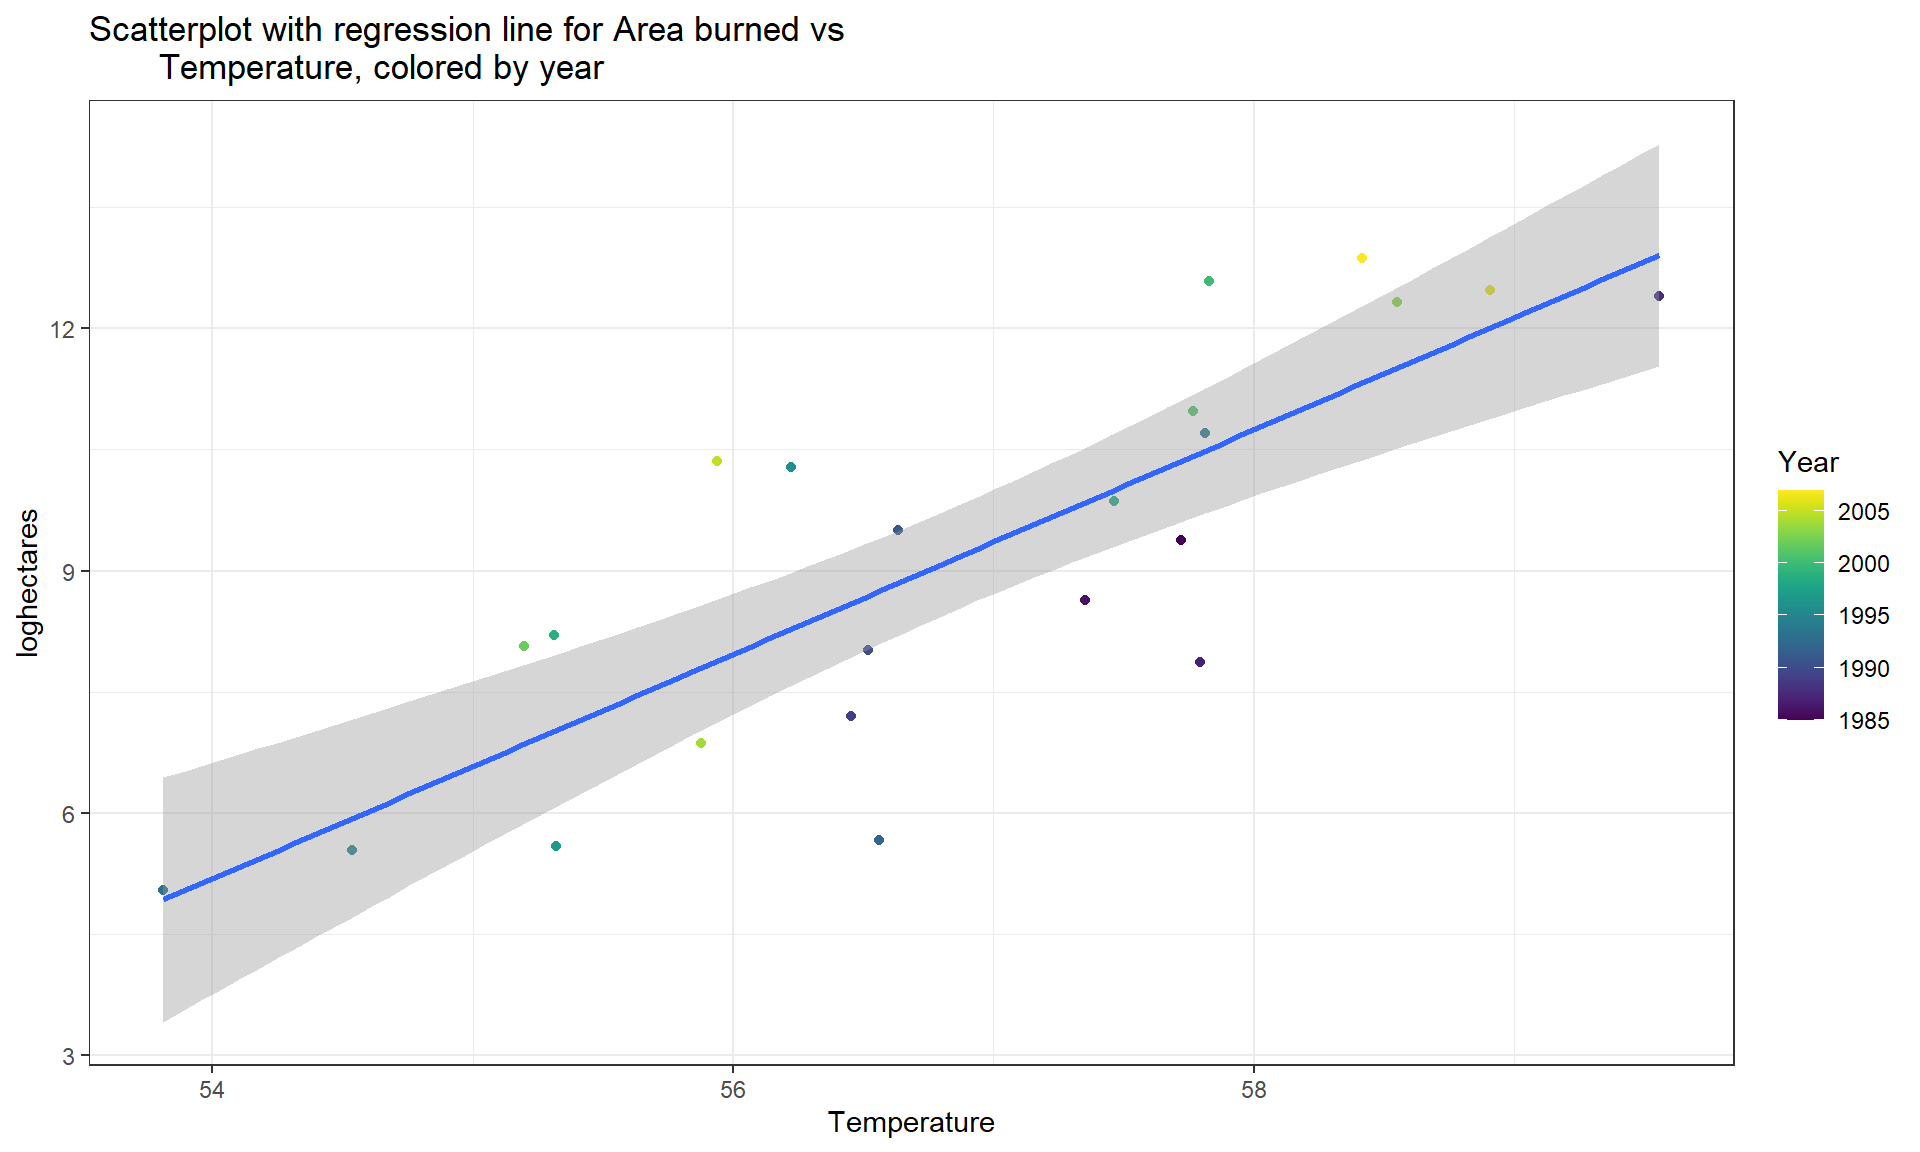 Scatterplot with regression line for Area burned vs
Temperature, colored by year
12
9
6
3
loghectares
54
56
58
Temperature
Year
2005
2000
1995
1990
1985